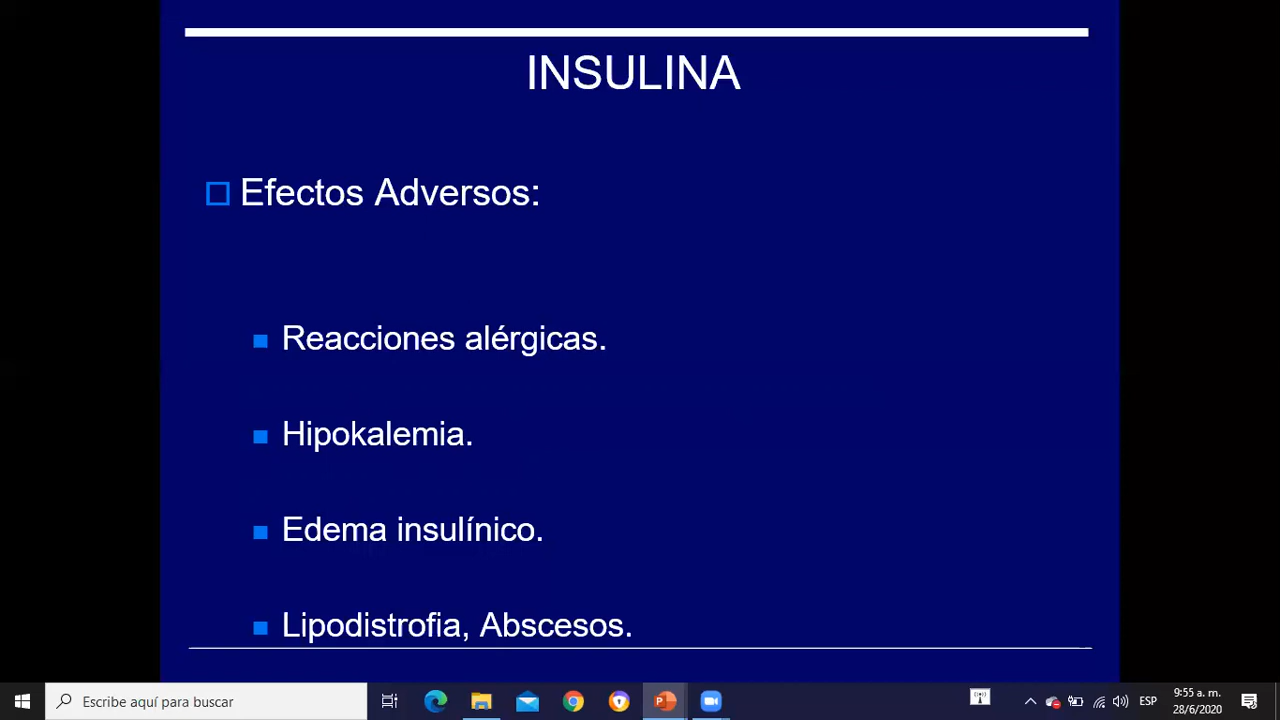 INSULINA
Efectos Adversos:
Reacciones alérgicas.
Hipokalemia.
Edema insulínico.
Lipodistrofia, Abscesos.
Escribe aquí para buscar
ESP
9:55 a. m.
28/6/2020